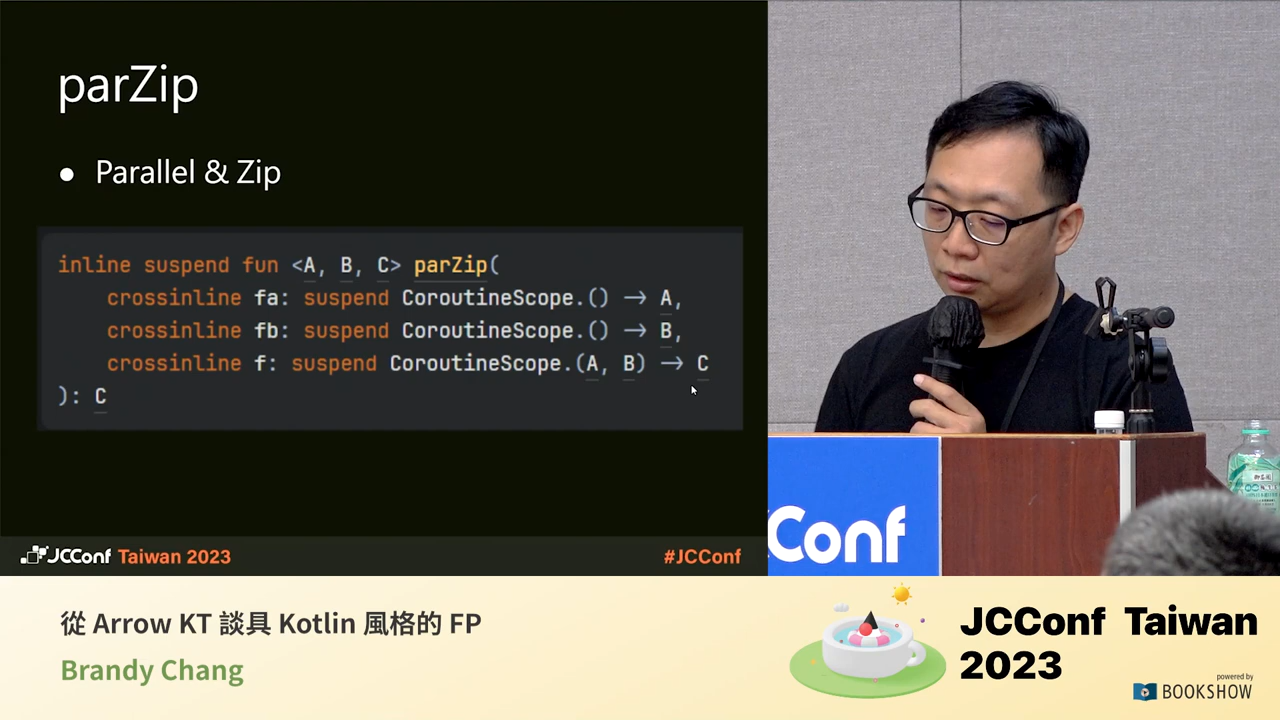 parZip
● Parallel & Zip
inline suspend fun <A, B, C> parZip(
crossinline fa: suspend CoroutineScope.() → A,
crossinline fb: suspend CoroutineScope.() → B,
crossinline f: suspend CoroutineScope.(A, B) → C
): C
JCConf Taiwan 2023
#JCConf
Conf
從 Arrow KT 談具 Kotlin 風格的 FP
Brandy Chang
JCConf Taiwan
2023
powered by
BOOKSHOW